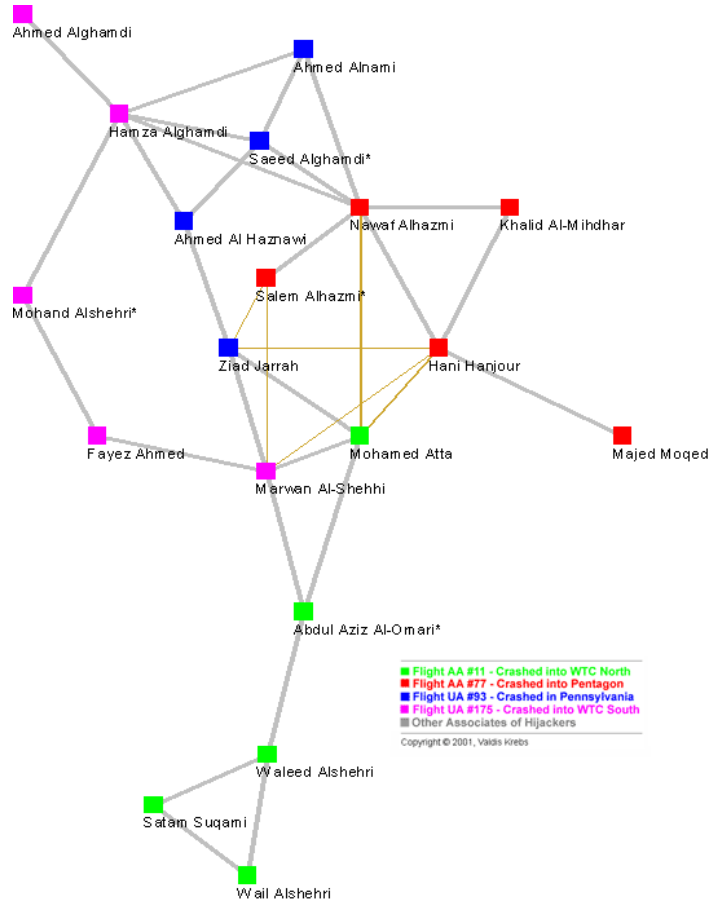 Ahmed Alghamdi
Ahmed Alnami
Hamza Alghamdi
Saeed Alghamdi*
Nawaf Alhazmi
Khalid Al-Mihdhar
Ahmed Al Haznawi
Salem Alhazmi*
Mohand Alshehri*
Ziad Jarrah
Hani Hanjour
Fayez Ahmed
Mohamed Atta
Majed Moqed
Marwan Al-Shehhi
Abdul Aziz Al-Omari*
Flight AA #11 - Crashed into WTC North
Flight AA #77 - Crashed into Pentagon
Flight UA #93 - Crashed in Pennsylvania
Flight UA #175 - Crashed into WTC South
Other Associates of Hijackers
Copyright © 2001, Valdis Krebs
Waleed Alshehri
Satam Suqami
Wail Alshehri